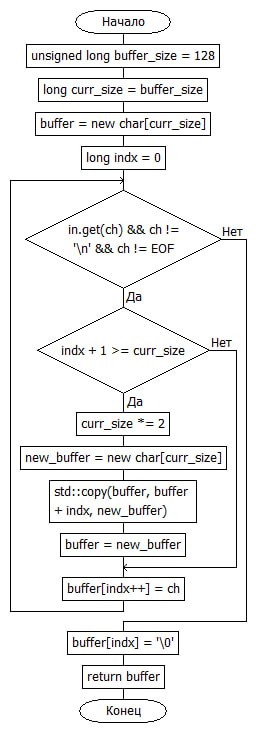 Начало
unsigned long buffer_size = 128
long curr_size = buffer_size
buffer = new char[curr_size]
long indx = 0
in.get(ch) && ch !=
'\n' && ch != EOF
Нет
Да
indx + 1 >= curr_size
Нет
Да
curr_size *= 2
new_buffer = new char[curr_size]
std::copy(buffer, buffer
+ indx, new_buffer)
buffer = new_buffer
buffer[indx++] = ch
buffer[indx] = '\0'
return buffer
Конец